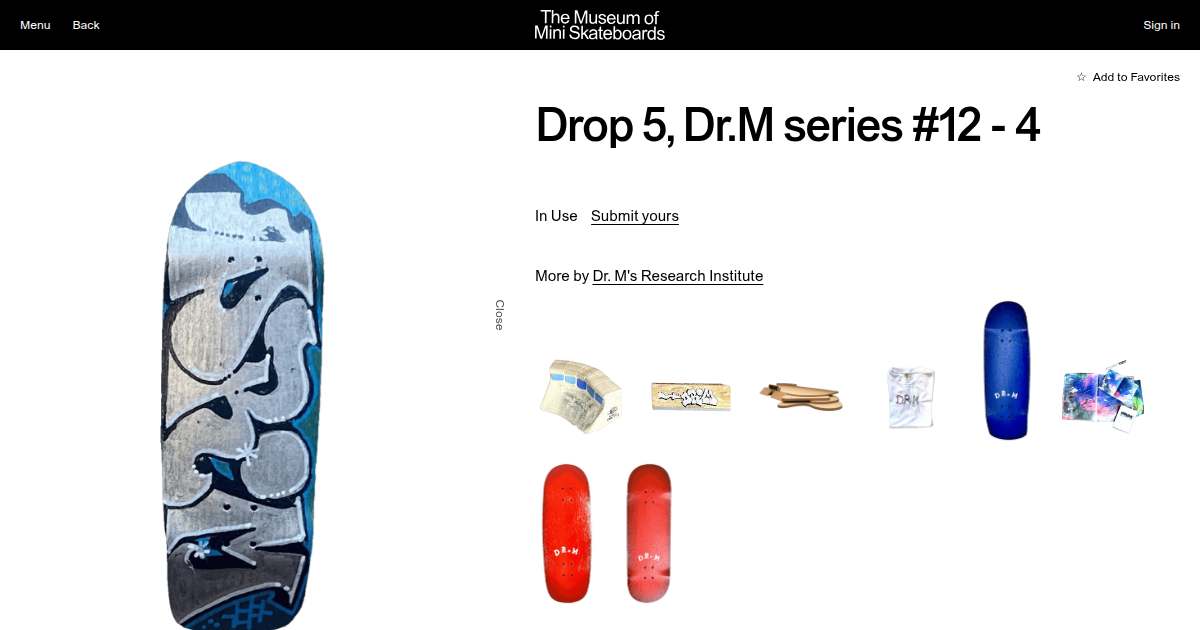 Menu Back
The Museum of
Mini Skateboards
Sign in
☆ Add to Favorites
Drop 5, Dr.M series #12 - 4
In Use Submit yours
More by Dr. M's Research Institute
Close
DRM
DR•M
DR•M
DR•M